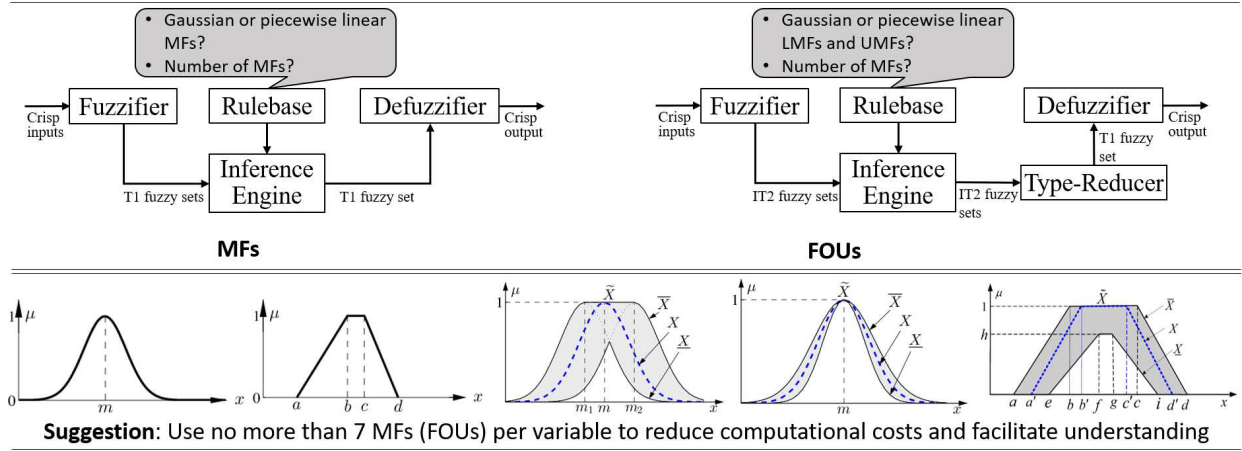 • Gaussian or piecewise linear
MFs?
• Number of MFs?
Fuzzifier
Rulebase
Defuzzifier
Crisp
inputs
Crisp
output
Inference
Engine
T1 fuzzy sets
T1 fuzzy set
MFs
• Gaussian or piecewise linear
LMFs and UMFs?
• Number of MFs?
Fuzzifier
Rulebase
Defuzzifier
Crisp
inputs
Crisp
output
T1 fuzzy
set
Inference
Engine
Type-Reducer
IT2 fuzzy sets
IT2 fuzzy
sets
FOUs
μ
1
0
m
x
μ
1
0
a b c d
x
μ
1
X̃
X̅
X
X̲
m₁ m m₂ x
μ
1
X̃
X̅
X
X̲
m
x
μ
1
h
X̃
X̅
X
X̲
a a' e b b' f g c' c i d' d x
Suggestion: Use no more than 7 MFs (FOUs) per variable to reduce computational costs and facilitate understanding